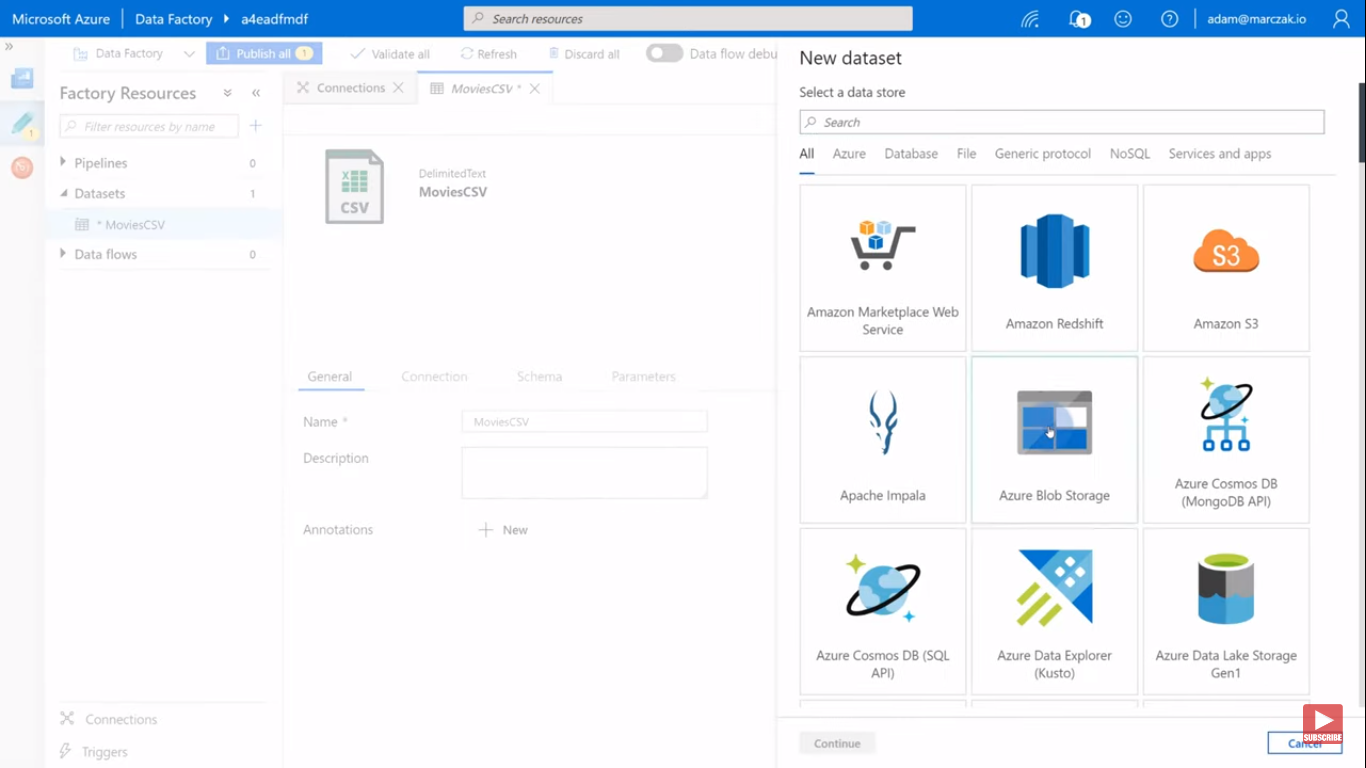 Microsoft Azure
Data Factory
a4eadfmdf
Search resources
1
adam@marczak.io
Data Factory
Publish all 1
Validate all
Refresh
Discard all
Data flow debu
Factory Resources
Filter resources by name
1
Pipelines 0
Datasets 1
* MoviesCSV
Data flows 0
Connections
Triggers
Connections
MoviesCSV *
CSV
DelimitedText
MoviesCSV
General
Connection
Schema
Parameters
Name *
MoviesCSV
Description
Annotations
New
New dataset
Select a data store
Search
All
Azure
Database
File
Generic protocol
NoSQL
Services and apps
Amazon Marketplace Web
Service
Amazon Redshift
S3
Amazon S3
Apache Impala
Azure Blob Storage
Azure Cosmos DB
(MongoDB API)
Azure Cosmos DB (SQL
API)
Azure Data Explorer
(Kusto)
Azure Data Lake Storage
Gen1
Continue
Cancel
SUBSCRIBE